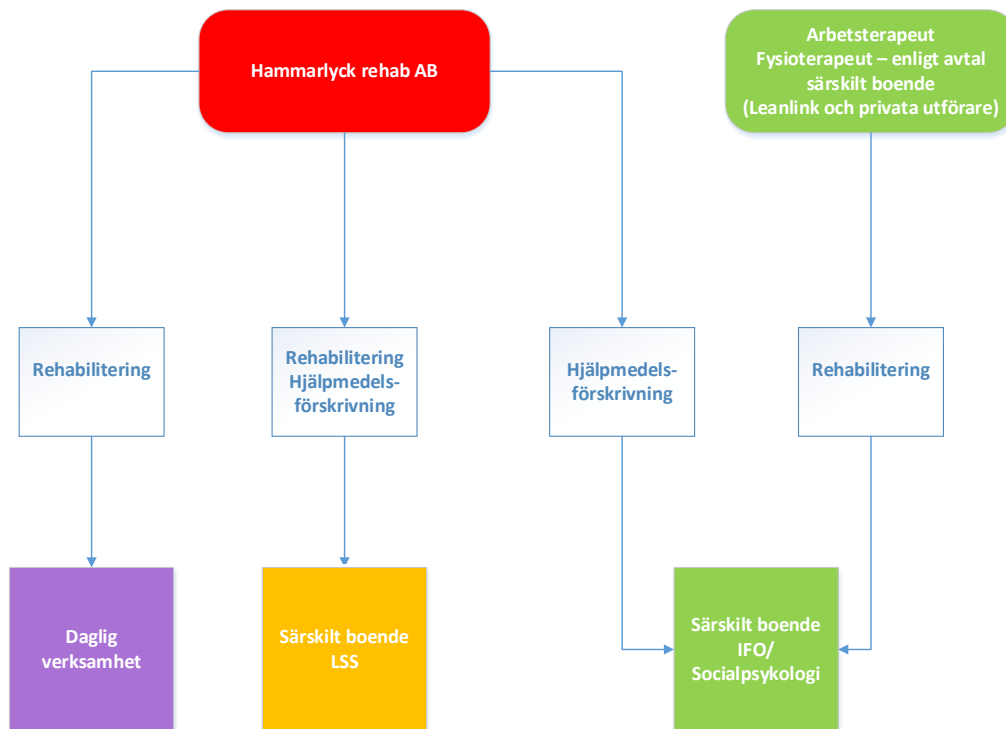 Hammarlyck rehab AB
Arbetsterapeut
Fysioterapeut – enligt avtal
särskilt boende
(Leanlink och privata utförare)
Rehabilitering
Rehabilitering
Hjälpmedels-
förskrivning
Hjälpmedels-
förskrivning
Rehabilitering
Daglig
verksamhet
Särskilt boende
LSS
Särskilt boende
IFO/
Socialpsykologi